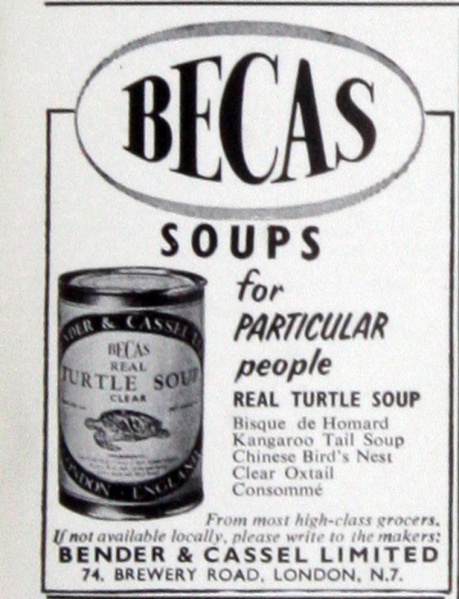 BECAS
SOUPS
for
PARTICULAR
people
BENDER & CASSEL
BECAS
REAL
TURTLE SOUP
CLEAR
LONDON · ENGLAND
REAL TURTLE SOUP
Bisque de Homard
Kangaroo Tail Soup
Chinese Bird's Nest
Clear Oxtail
Consommé
From most high-class grocers.
If not available locally, please write to the makers:
BENDER & CASSEL LIMITED
74, BREWERY ROAD, LONDON, N.7.